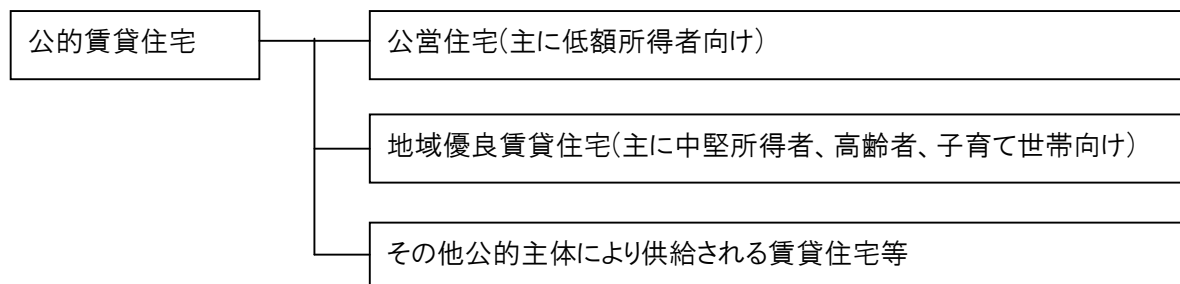 公的賃貸住宅
公営住宅(主に低額所得者向け)
地域優良賃貸住宅(主に中堅所得者、高齢者、子育て世帯向け)
その他公的主体により供給される賃貸住宅等